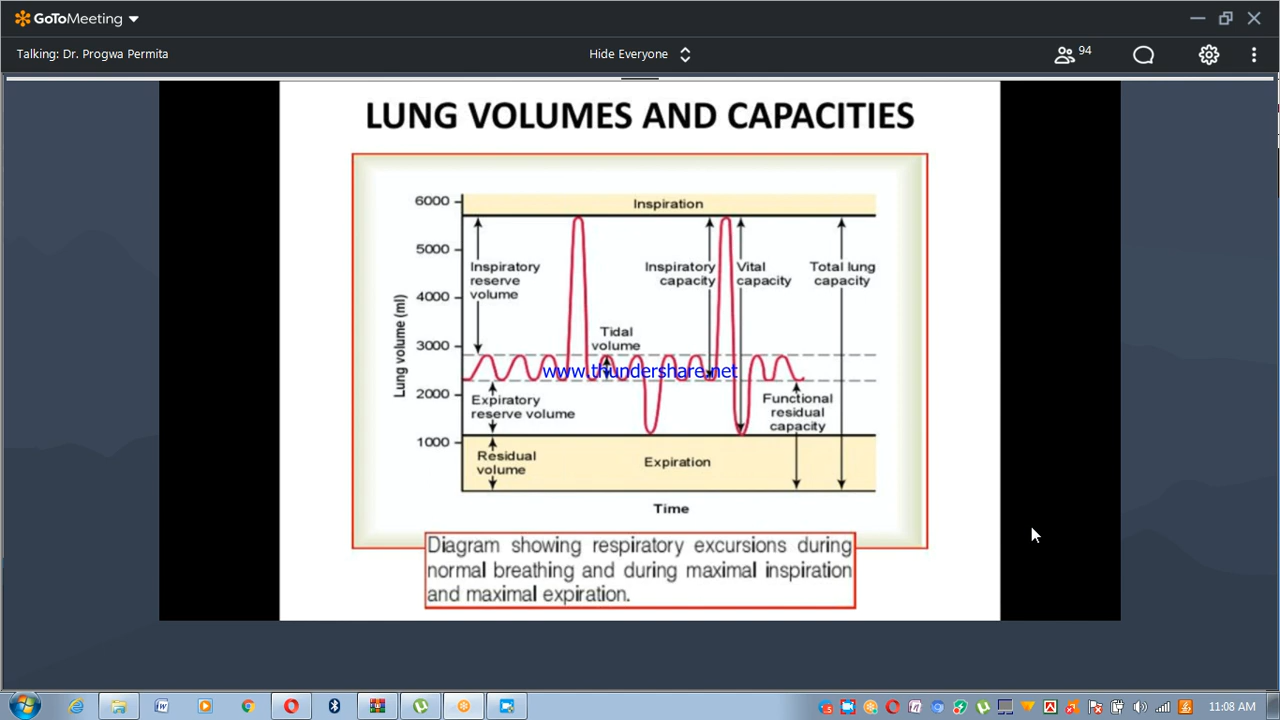 GoToMeeting
Talking: Dr. Progwa Permita
Hide Everyone
94
LUNG VOLUMES AND CAPACITIES
6000
5000
4000
3000
2000
1000
Lung volume (ml)
Inspiration
Inspiratory
reserve
volume
Inspiratory
capacity
Vital
capacity
Total lung
capacity
Tidal
volume
www.thundershare.net
Expiratory
reserve volume
Functional
residual
capacity
Residual
volume
Expiration
Time
Diagram showing respiratory excursions during
normal breathing and during maximal inspiration
and maximal expiration.
11:08 AM